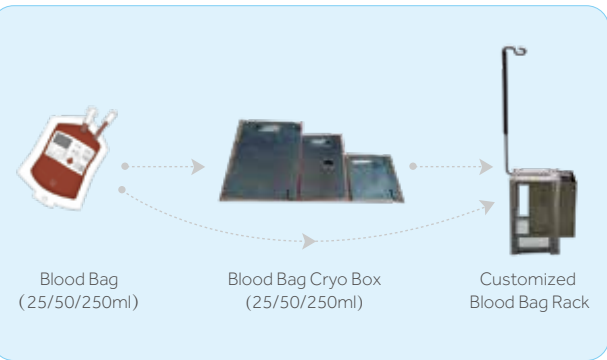 Blood Bag
(25/50/250ml)
Blood Bag Cryo Box
(25/50/250ml)
Customized
Blood Bag Rack